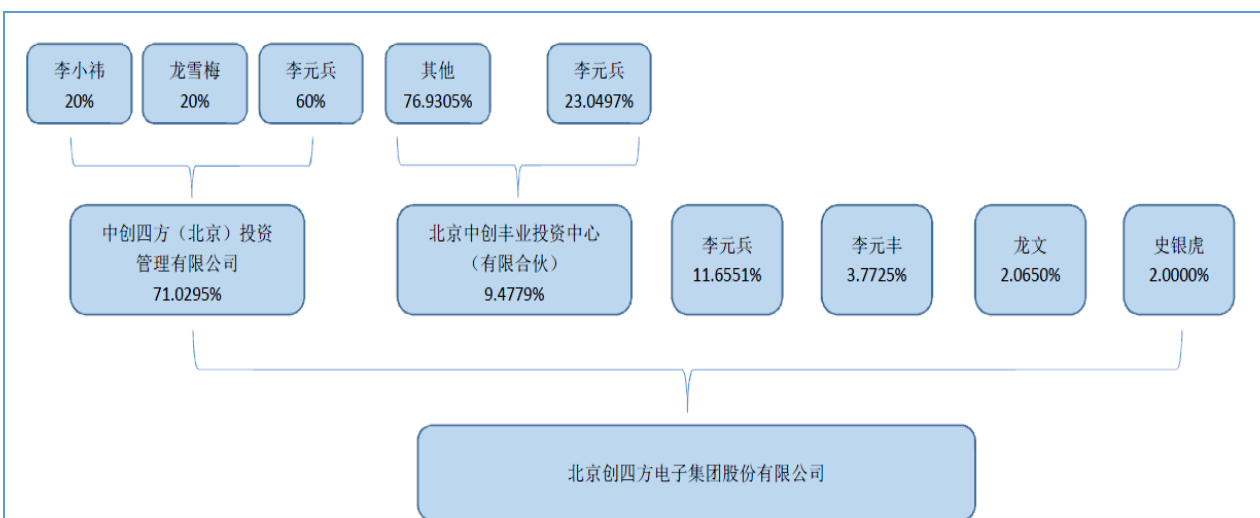 李小祎
20%
龙雪梅
20%
李元兵
60%
其他
76.9305%
李元兵
23.0497%
中创四方（北京）投资
管理有限公司
71.0295%
北京中创丰业投资中心
（有限合伙）
9.4779%
李元兵
11.6551%
李元丰
3.7725%
龙文
2.0650%
史银虎
2.0000%
北京创四方电子集团股份有限公司